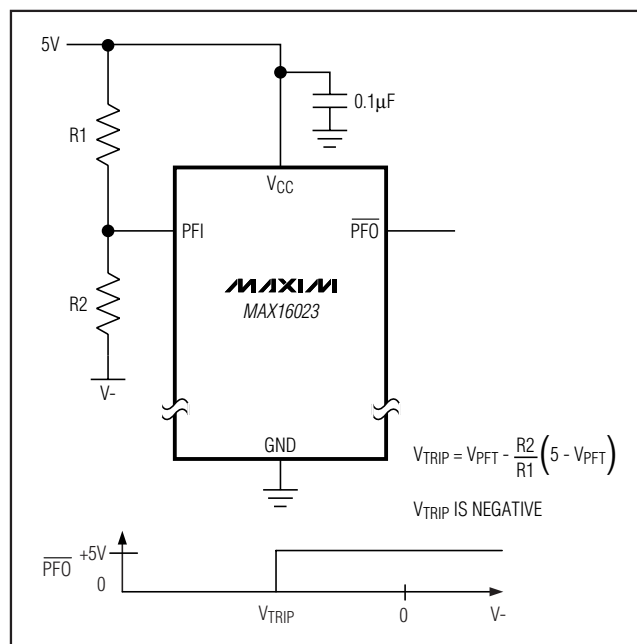 5V
0.1μF
R1
VCC
PFI
PFO
MAXIM
MAX16023
R2
V-
GND
VTRIP = VPFT - R2/R1 (5 - VPFT)
VTRIP IS NEGATIVE
+5V
PFO
0
VTRIP
0
V-